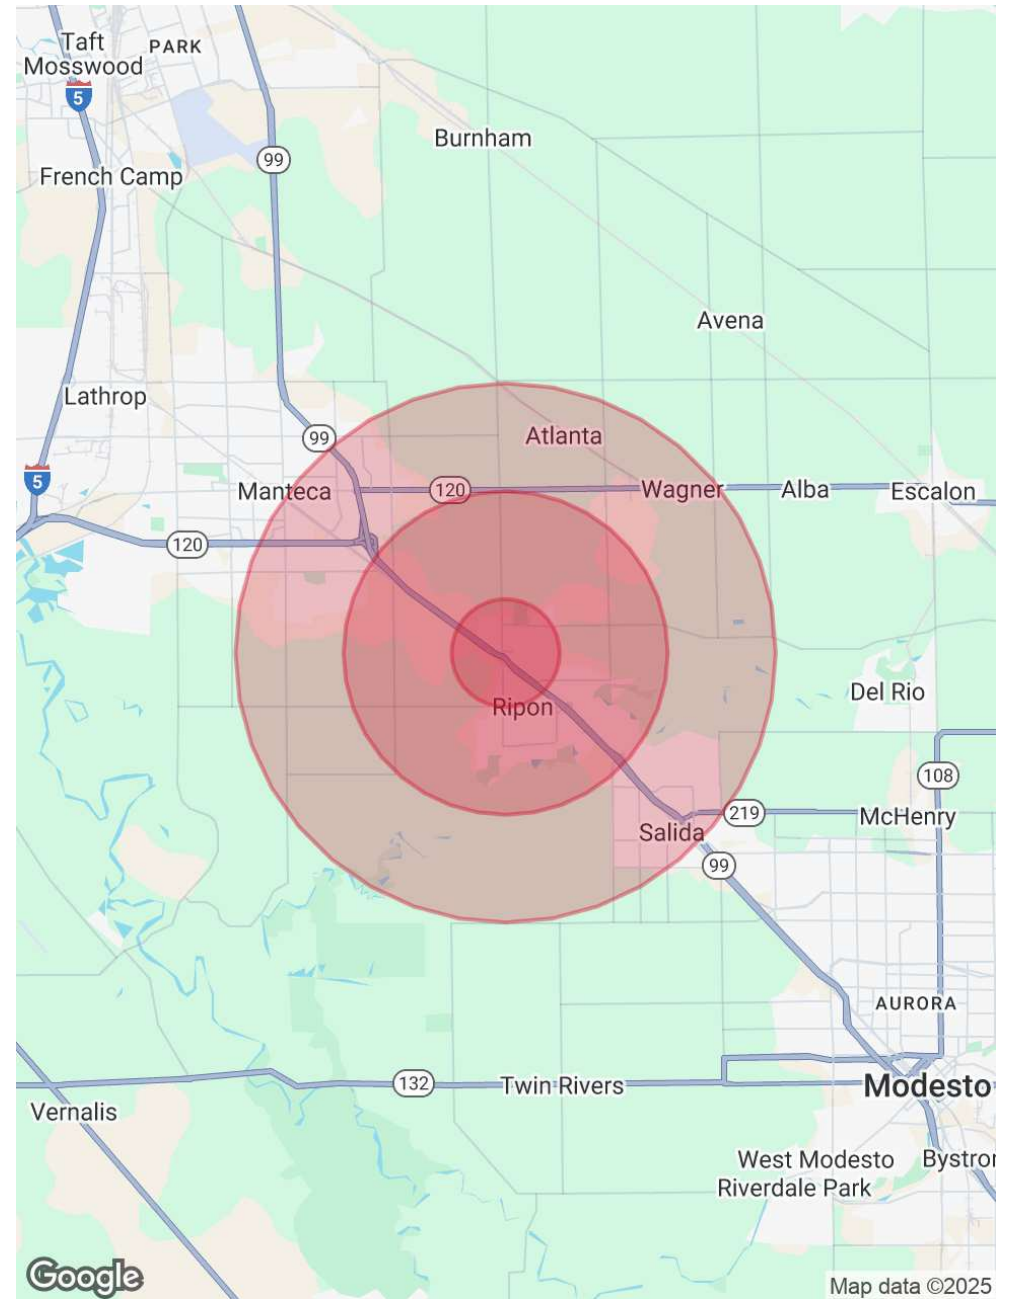 Taft
Mosswood
PARK
5
99
Burnham
French Camp
Avena
Lathrop
99
Atlanta
5
Manteca
120
Wagner
Alba
Escalon
120
Del Rio
Ripon
108
219
McHenry
Salida
99
AURORA
132
Twin Rivers
Modesto
Vernalis
West Modesto
Bystron
Riverdale Park
Google
Map data ©2025